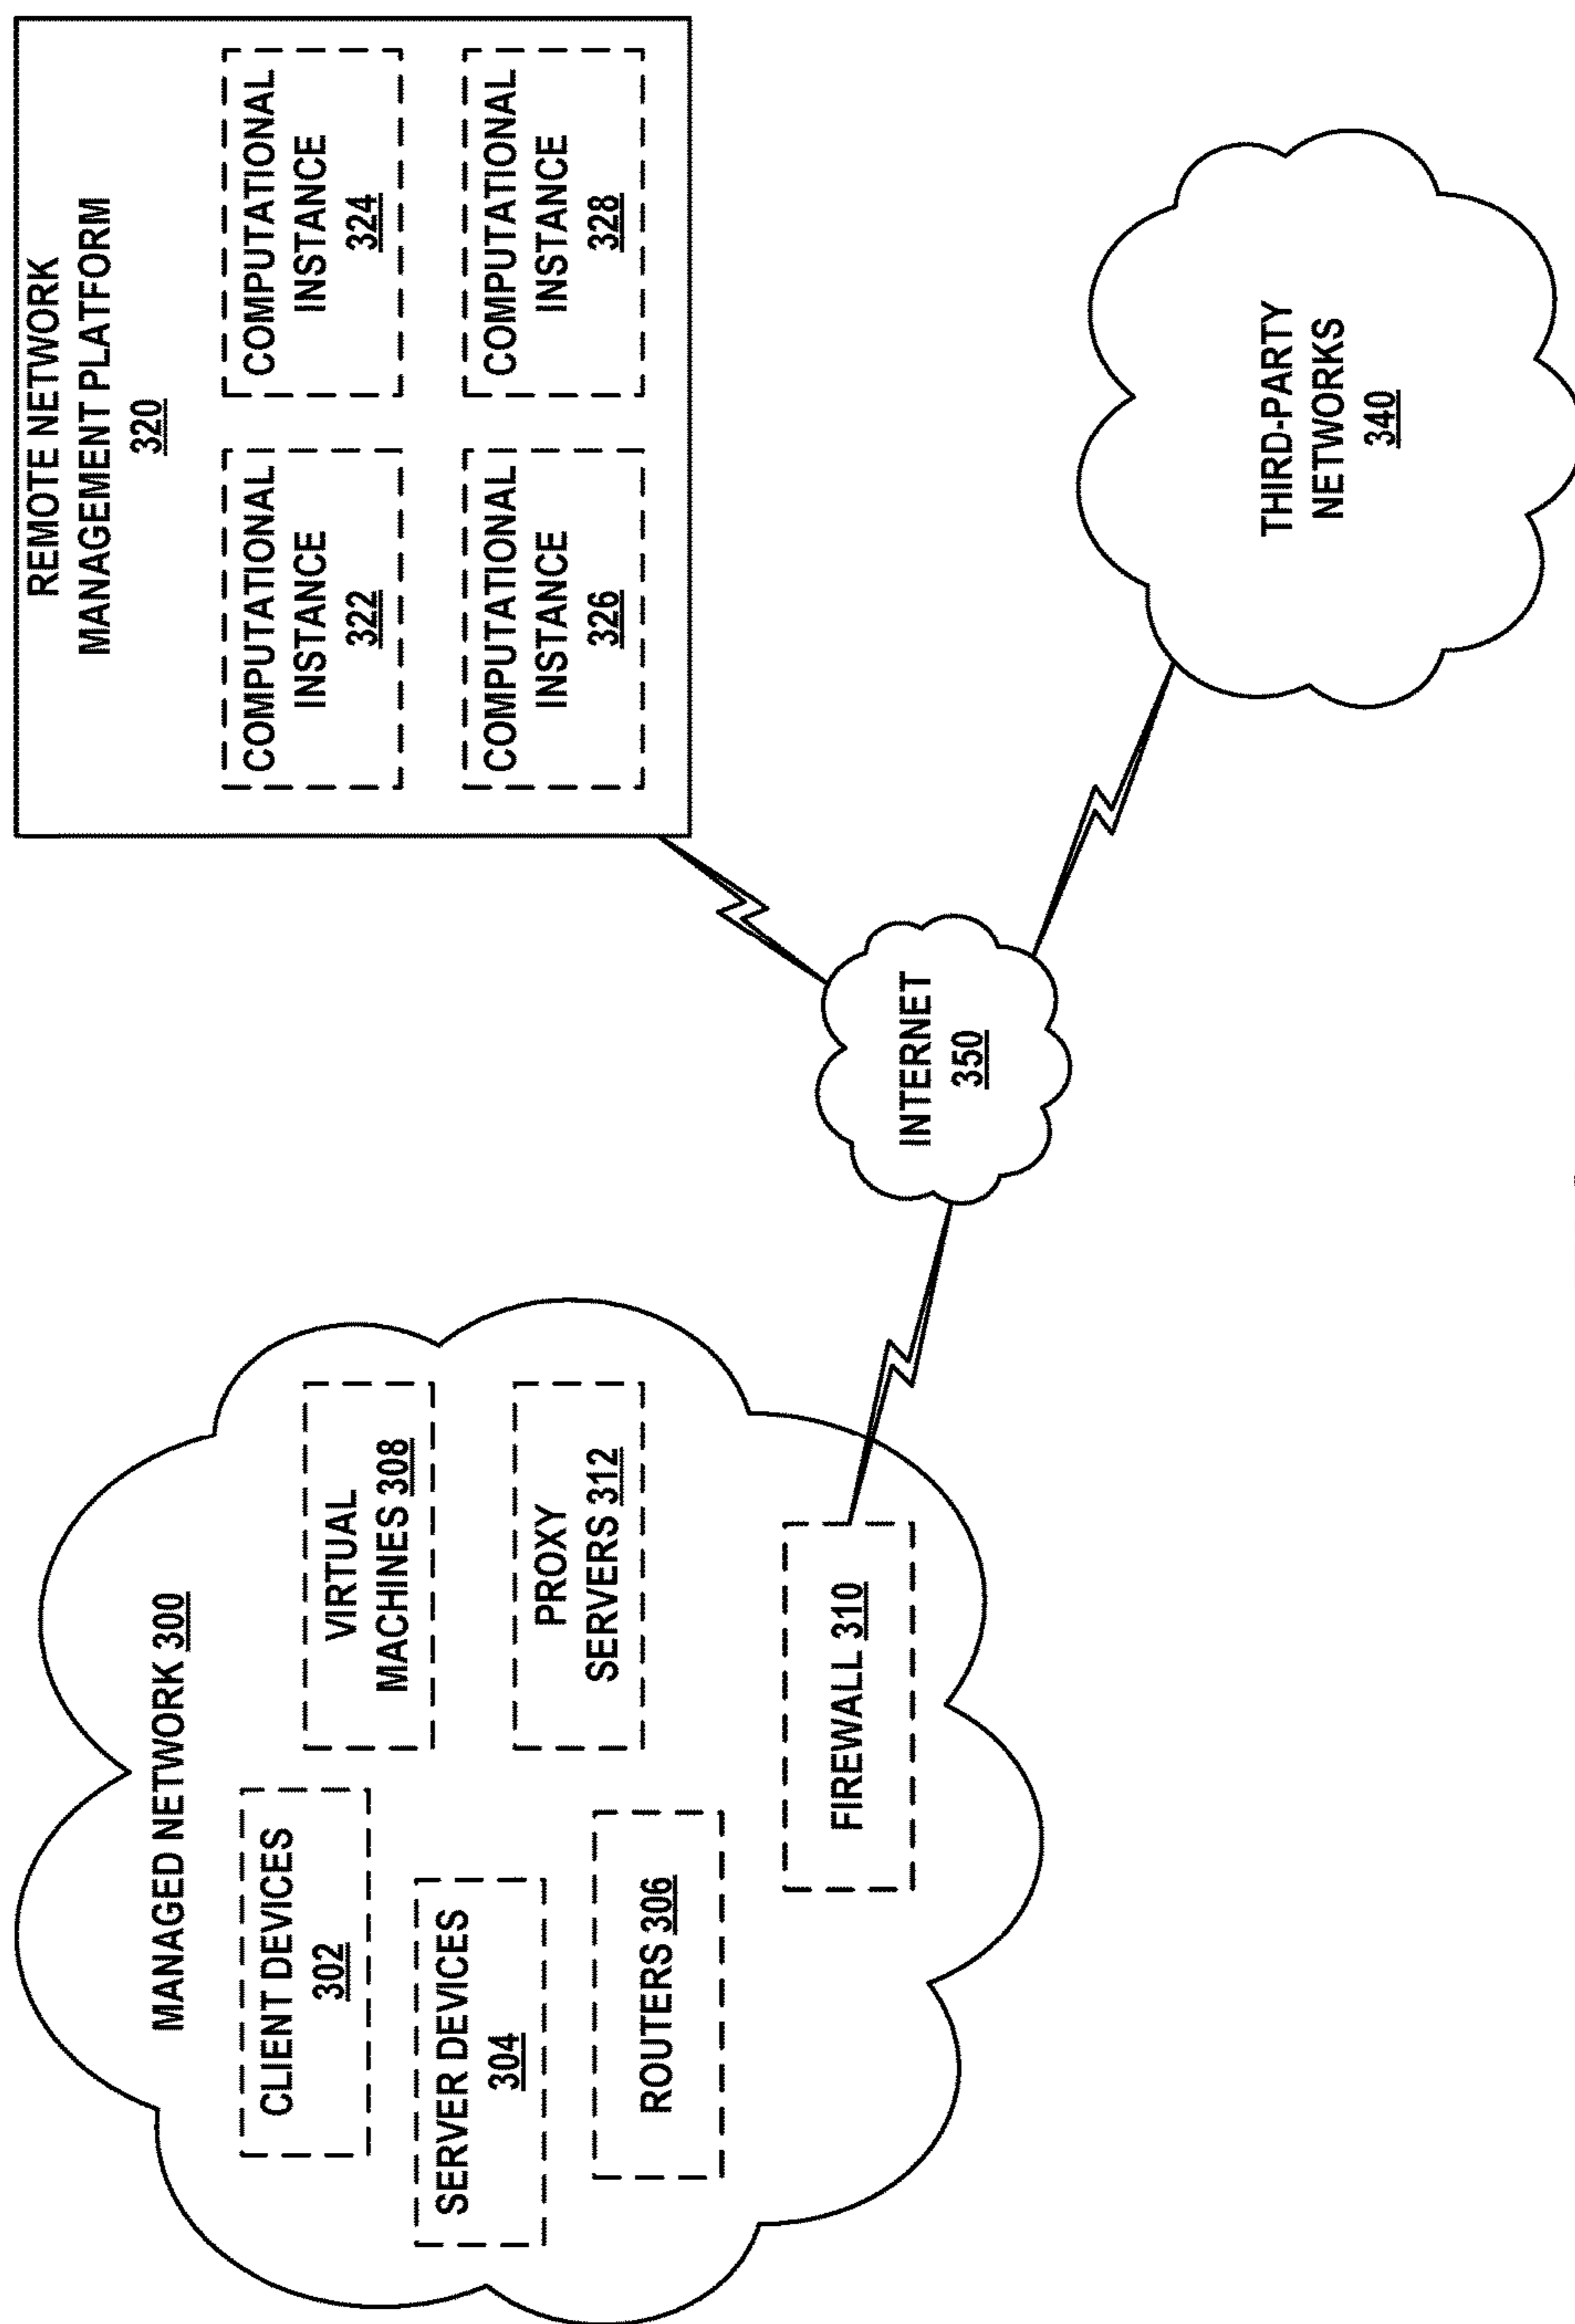 MANAGED NETWORK 300
CLIENT DEVICES
302
SERVER DEVICES
304
ROUTERS 306
VIRTUAL
MACHINES 308
PROXY
SERVERS 312
FIREWALL 310
INTERNET
350
REMOTE NETWORK
MANAGEMENT PLATFORM
320
COMPUTATIONAL
INSTANCE
322
COMPUTATIONAL
INSTANCE
324
COMPUTATIONAL
INSTANCE
326
COMPUTATIONAL
INSTANCE
328
THIRD-PARTY
NETWORKS
340